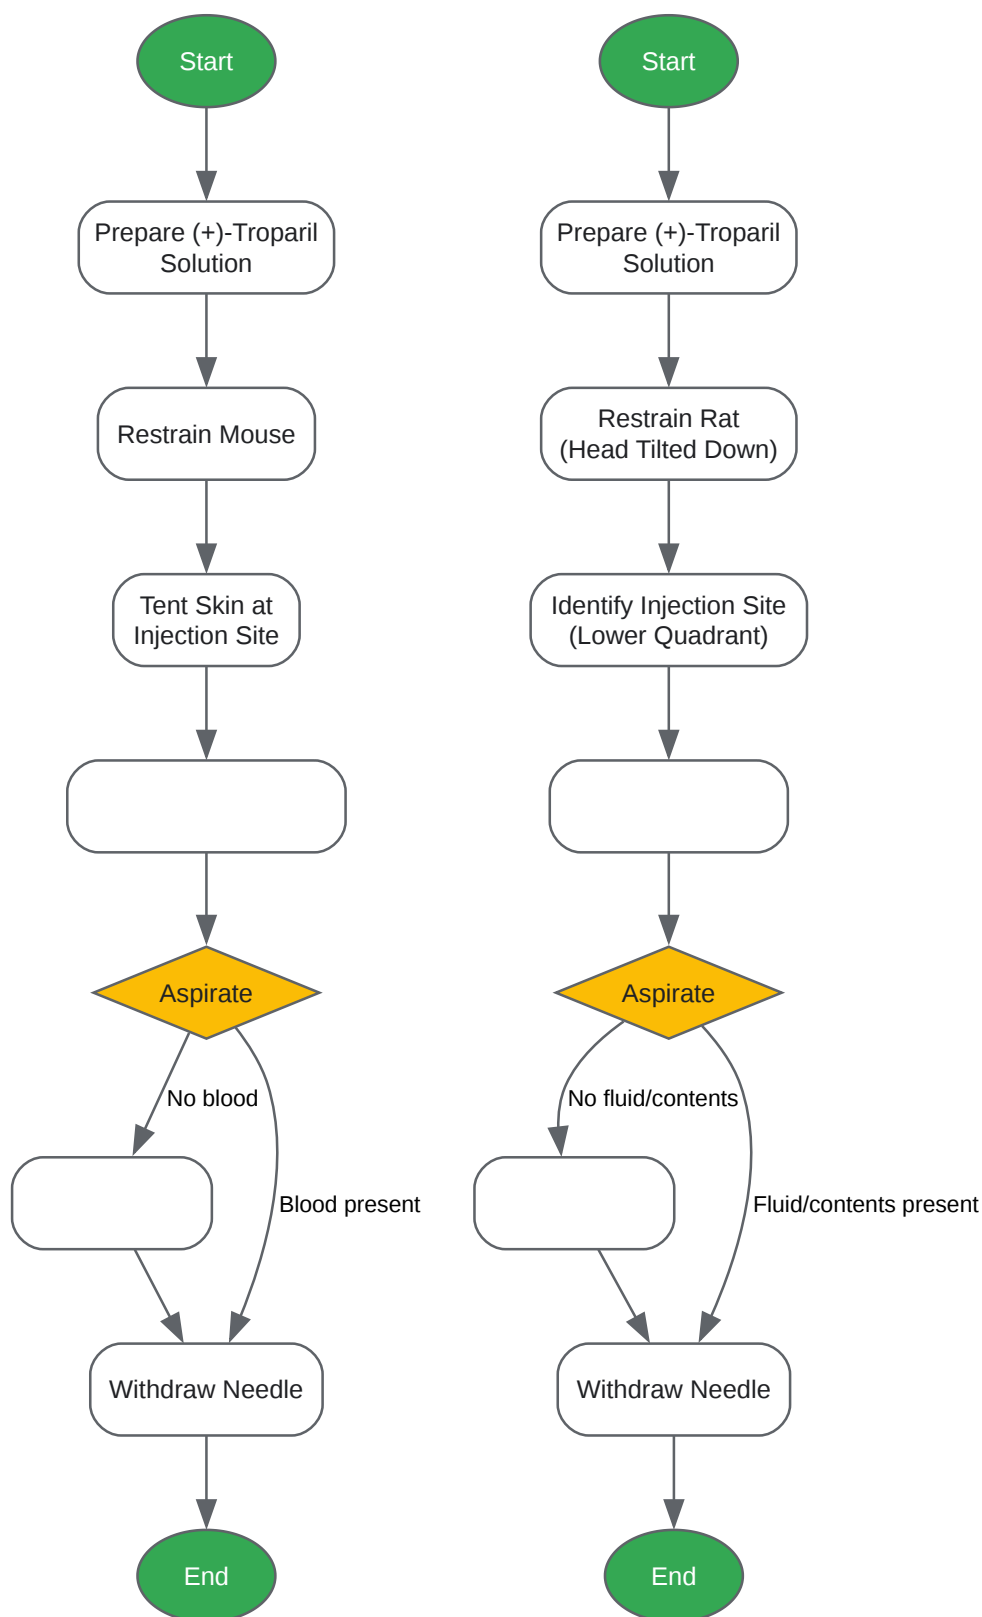 Start
Prepare (+)-Troparil
Solution
Restrain Mouse
Tent Skin at
Injection Site
Aspirate
No blood
Blood present
Withdraw Needle
End
Start
Prepare (+)-Troparil
Solution
Restrain Rat
(Head Tilted Down)
Identify Injection Site
(Lower Quadrant)
Aspirate
No fluid/contents
Fluid/contents present
Withdraw Needle
End